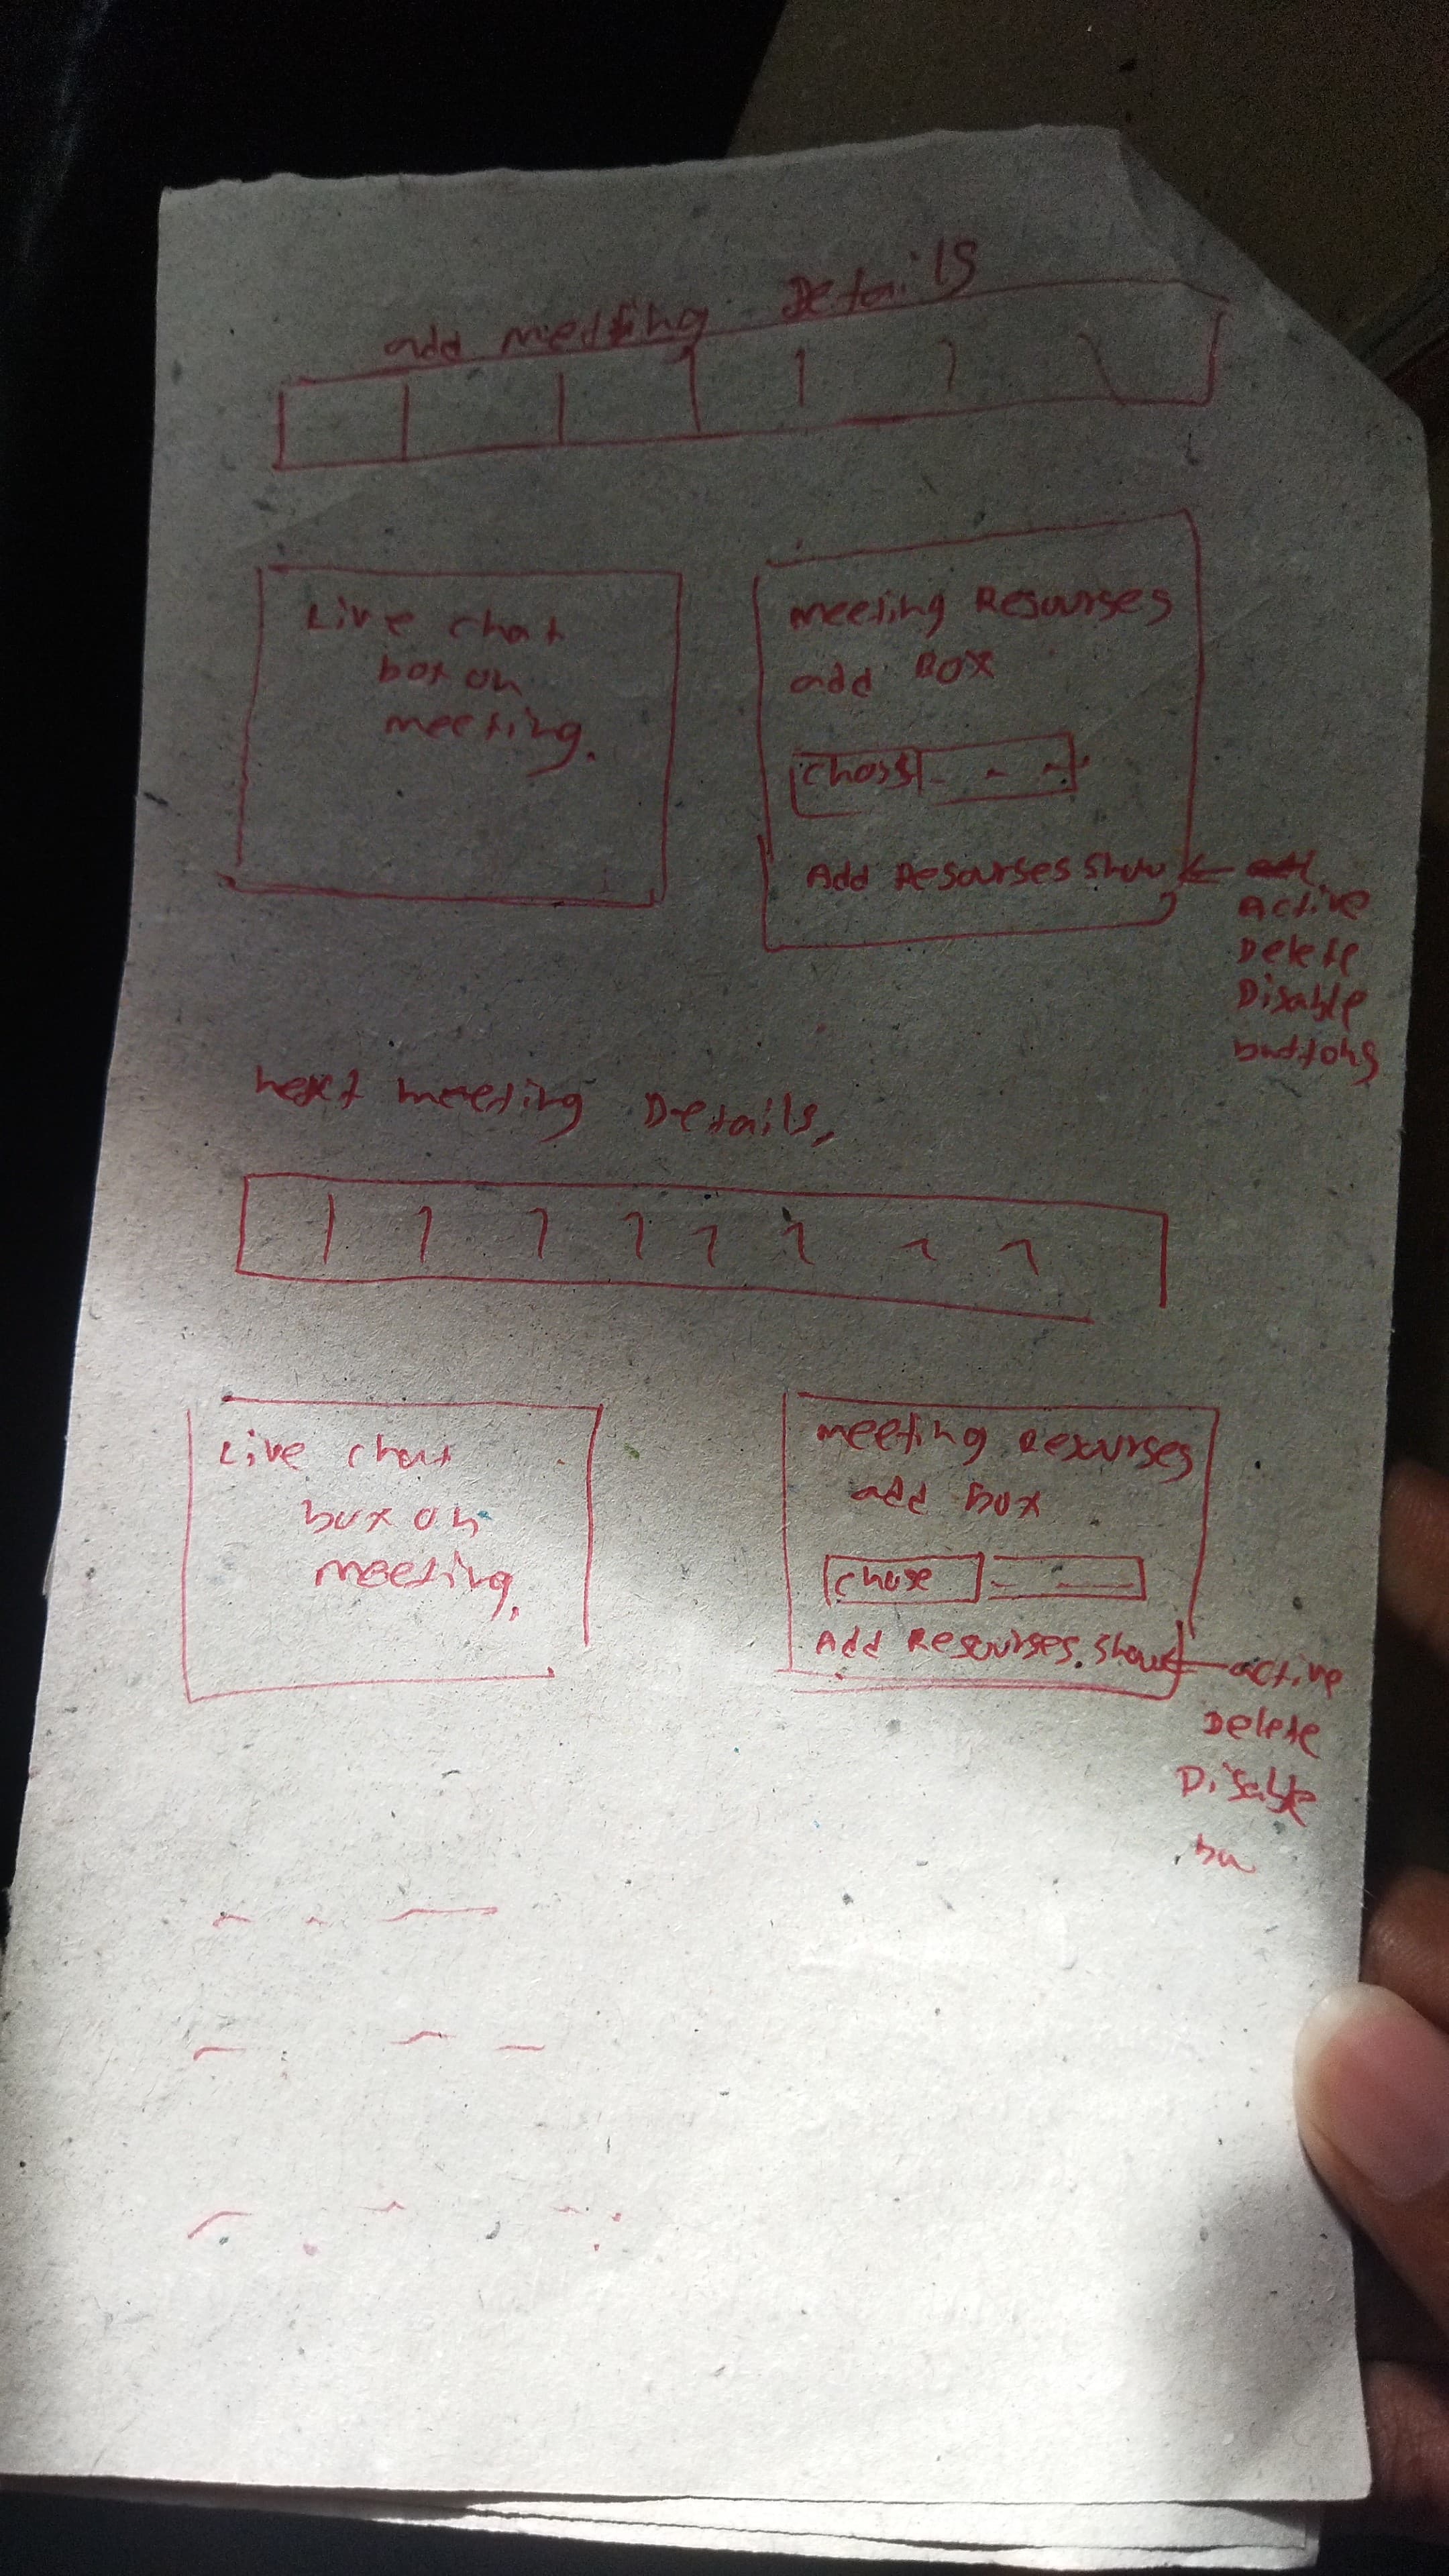 add meeting Details
Live chat
box on
meeting.
meeting Resourses
add Box
Add Resourses show
active
Delete
Disable
buttons
next meeting Details,
Live chat
box on
meeting.
meeting Resourses
add Box
chose
Add Resourses. show
active
Delete
Disable
bu